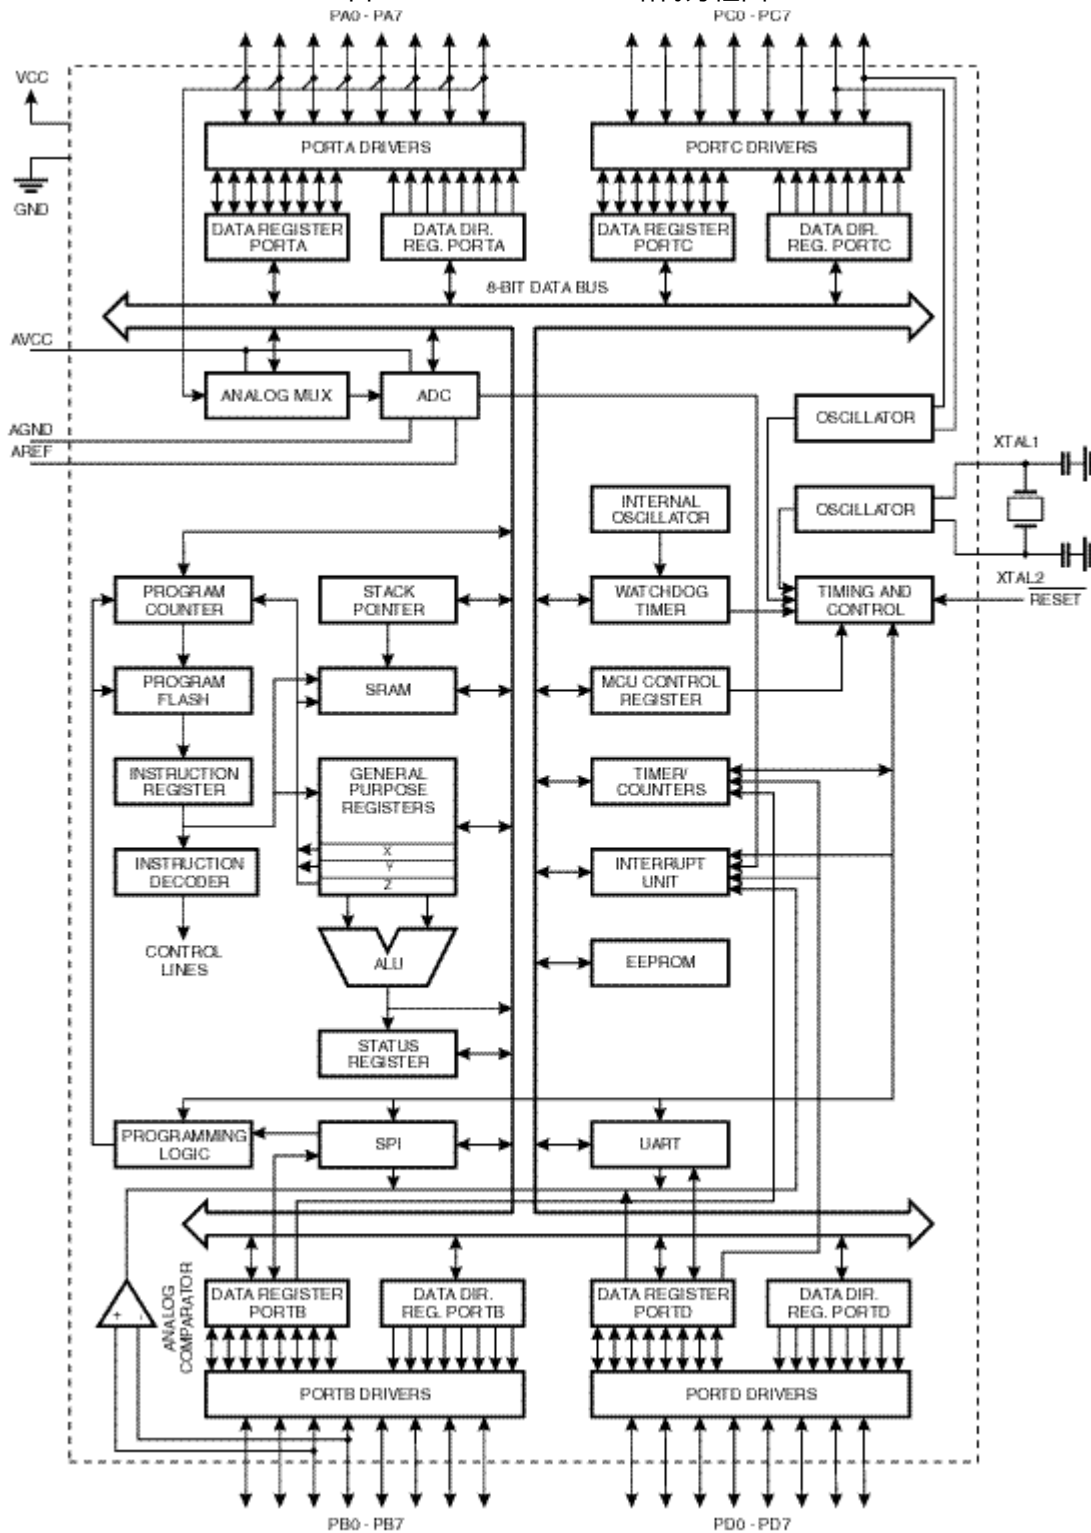 PA0 - PA7
PC0 - PC7
VCC
GND
PORTA DRIVERS
PORTC DRIVERS
DATA REGISTER
PORTA
DATA DIR.
REG. PORTA
DATA REGISTER
PORTC
DATA DIR.
REG. PORTC
8-BIT DATA BUS
AVCC
ANALOG MUX
ADC
AGND
AREF
OSCILLATOR
XTAL1
INTERNAL
OSCILLATOR
OSCILLATOR
XTAL2
RESET
PROGRAM
COUNTER
STACK
POINTER
WATCHDOG
TIMER
TIMING AND
CONTROL
PROGRAM
FLASH
SRAM
MCU CONTROL
REGISTER
INSTRUCTION
REGISTER
GENERAL
PURPOSE
REGISTERS
X
Y
Z
TIMER/
COUNTERS
INSTRUCTION
DECODER
INTERRUPT
UNIT
CONTROL
LINES
ALU
EEPROM
STATUS
REGISTER
PROGRAMMING
LOGIC
SPI
UART
ANALOG
COMPARATOR
+
-
DATA REGISTER
PORTB
DATA DIR.
REG. PORTB
DATA REGISTER
PORTD
DATA DIR.
REG. PORTD
PORTB DRIVERS
PORTD DRIVERS
PB0 - PB7
PD0 - PD7